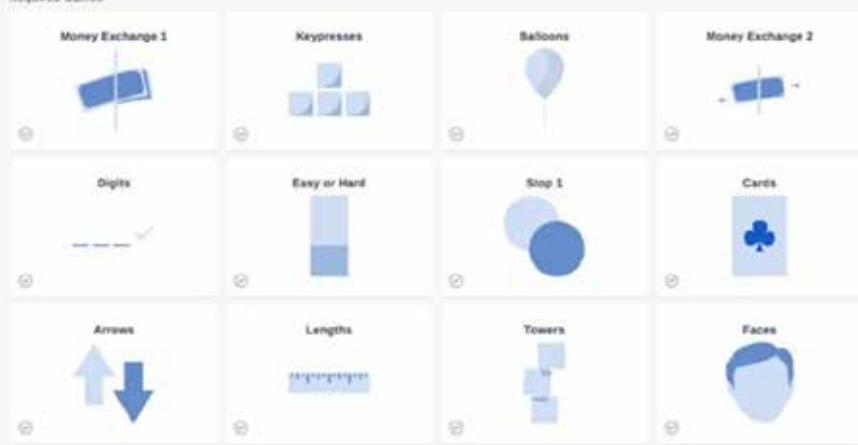 Money Exchange 1
Keypresses
Balloons
Money Exchange 2
Digits
Easy or Hard
Stop 1
Cards
Arrows
Lengths
Towers
Faces